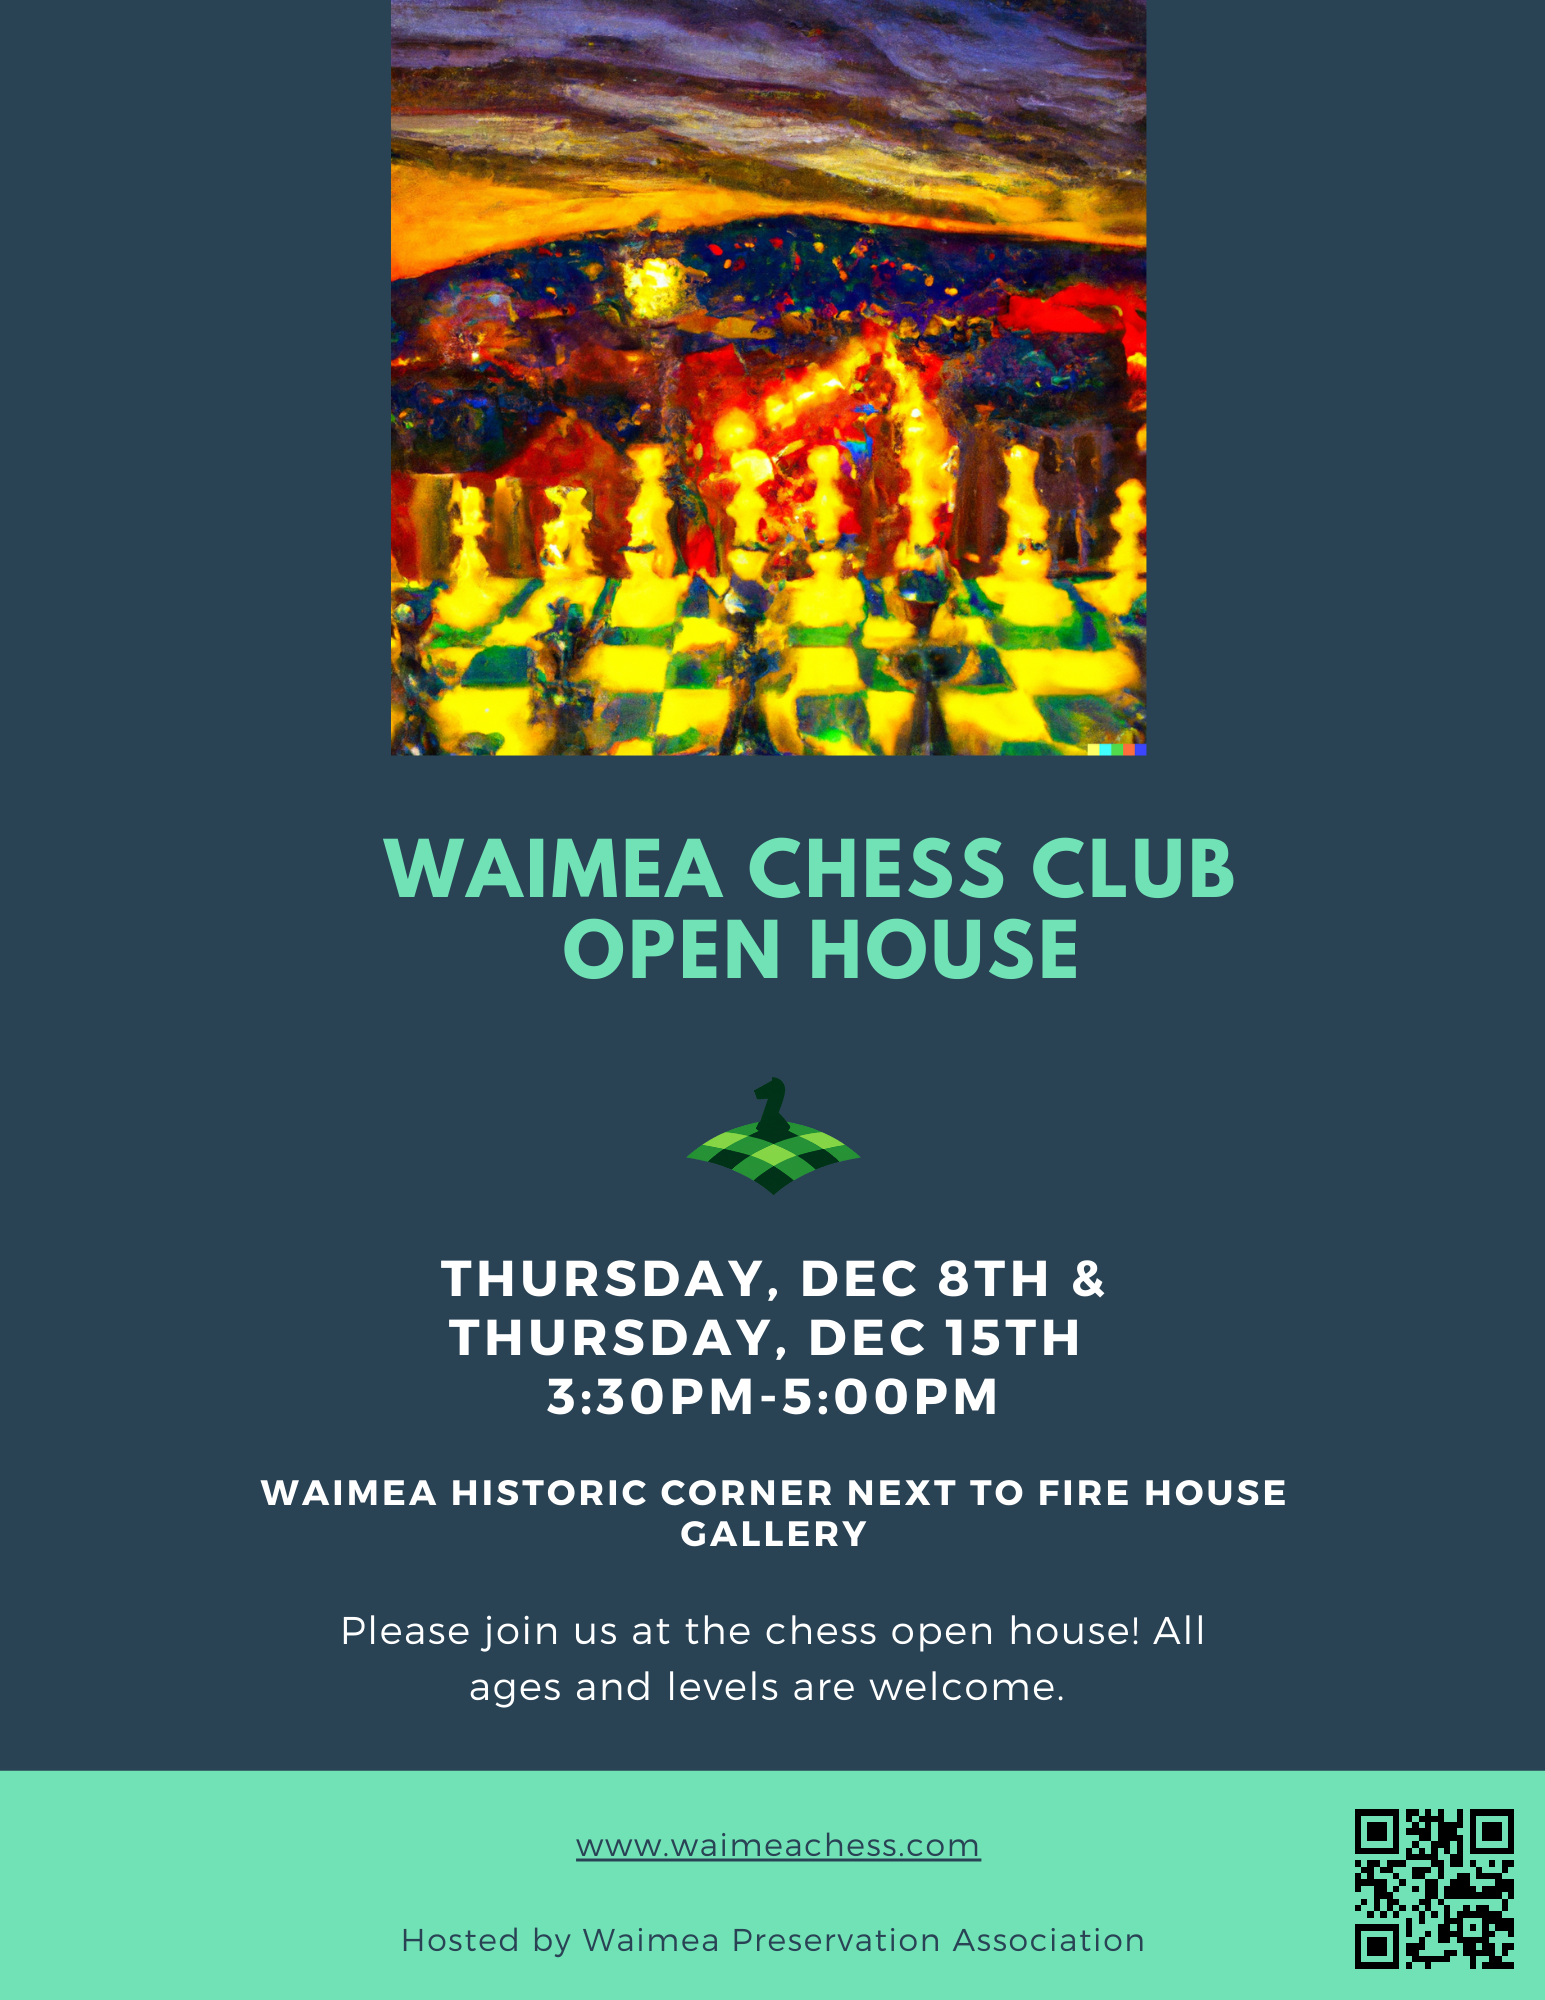 WAIMEA CHESS CLUB
OPEN HOUSE
THURSDAY, DEC 8TH &
THURSDAY, DEC 15TH
3:30PM-5:00PM
WAIMEA HISTORIC CORNER NEXT TO FIRE HOUSE
GALLERY
Please join us at the chess open house! All
ages and levels are welcome.
www.waimeachess.com
Hosted by Waimea Preservation Association